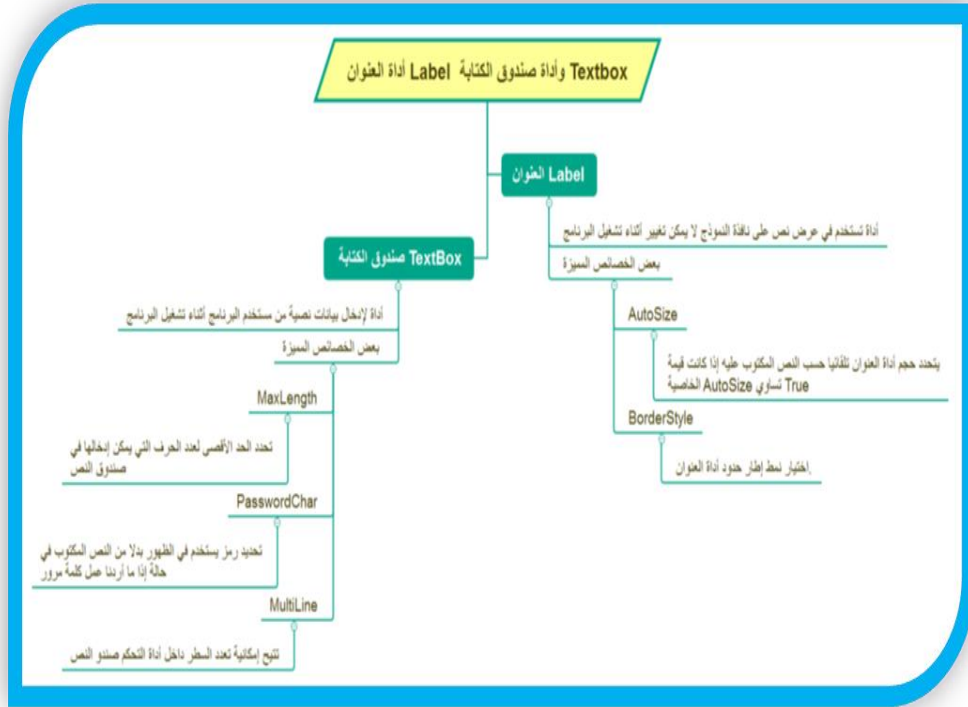 أداة العنوان Label وأداة صندوق الكتابة Textbox
العنوان Label
أداة تستخدم في عرض نص على نافذة النموذج لا يمكن تغيير أثناء تشغيل البرنامج
بعض الخصائص المميزة
AutoSize
يتحدد حجم أداة العنوان تلقائيا حسب النص المكتوب عليه إذا كانت قيمة
الخاصية AutoSize تساوي True
BorderStyle
اختيار نمط إطار حدود أداة العنوان.
صندوق الكتابة TextBox
أداة لإدخال بيانات نصية من مستخدم البرنامج أثناء تشغيل البرنامج
بعض الخصائص المميزة
MaxLength
تحدد الحد الأقصى لعدد الحرف التي يمكن إدخالها في
صندوق النص
PasswordChar
تحديد رمز يستخدم في الظهور بدلا من النص المكتوب في
حالة إذا ما أردنا عمل كلمة مرور
MultiLine
تتيح إمكانية تعدد السطر داخل أداة التحكم صندو النص